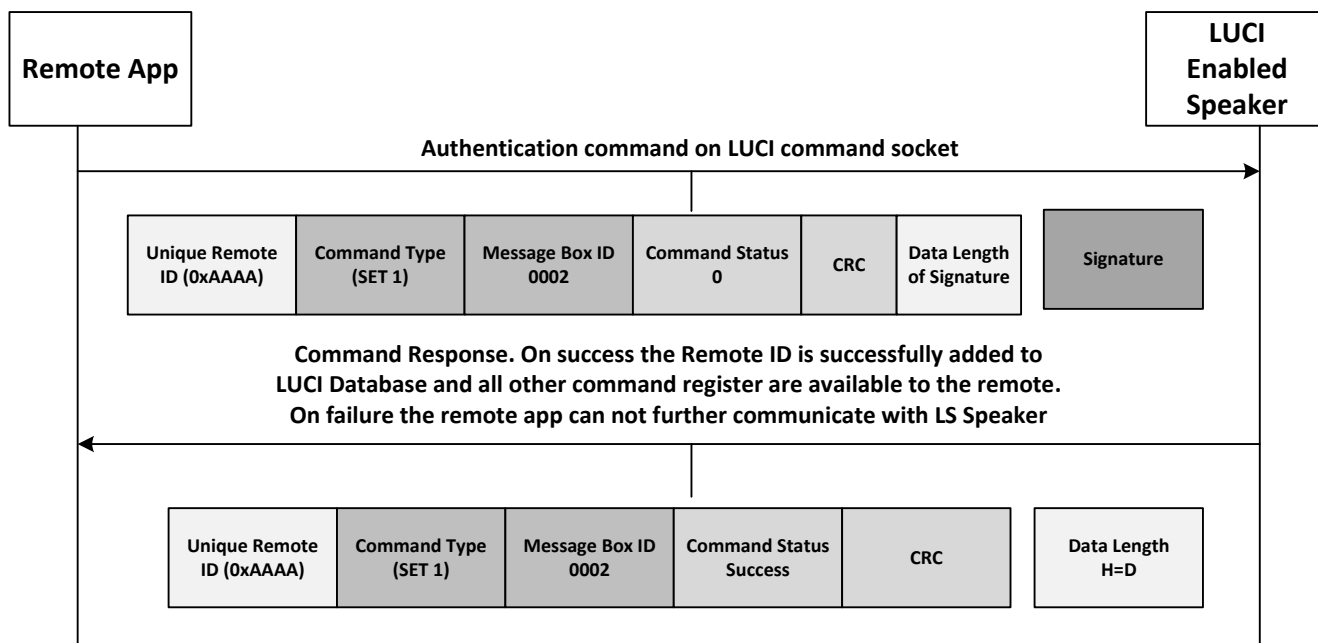 Remote App
LUCI
Enabled
Speaker
Authentication command on LUCI command socket
Unique Remote
ID (0xAAAA)
Command Type
(SET 1)
Message Box ID
0002
Command Status
0
CRC
Data Length
of Signature
Signature
Command Response. On success the Remote ID is successfully added to
LUCI Database and all other command register are available to the remote.
On failure the remote app can not further communicate with LS Speaker
Unique Remote
ID (0xAAAA)
Command Type
(SET 1)
Message Box ID
0002
Command Status
Success
CRC
Data Length
H=D